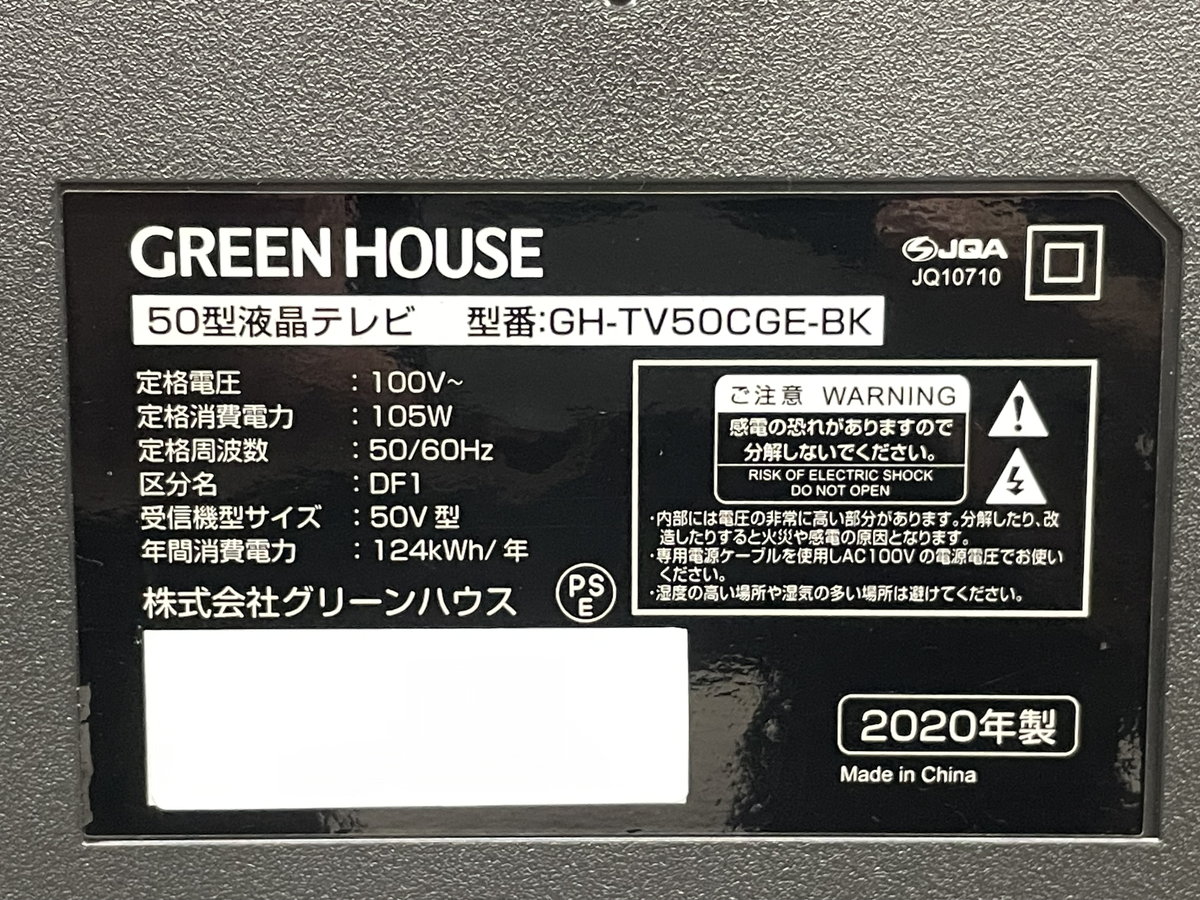 GREEN HOUSE
JQA
JQ10710
50型液晶テレビ 型番:GH-TV50CGE-BK
定格電圧 : 100V~
定格消費電力 : 105W
定格周波数 : 50/60Hz
区分名 : DF1
受信機型サイズ : 50V 型
年間消費電力 : 124kWh/ 年
株式会社グリーンハウス
PS
E
ご注意 WARNING
感電の恐れがありますので
分解しないでください。
RISK OF ELECTRIC SHOCK
DO NOT OPEN
・内部には電圧の非常に高い部分があります。分解したり、改
造したりすると火災や感電の原因となります。
・専用電源ケーブルを使用しAC100Vの電源電圧でお使い
ください。
・湿度の高い場所や湿気の多い場所は避けてください。
2020年製
Made in China